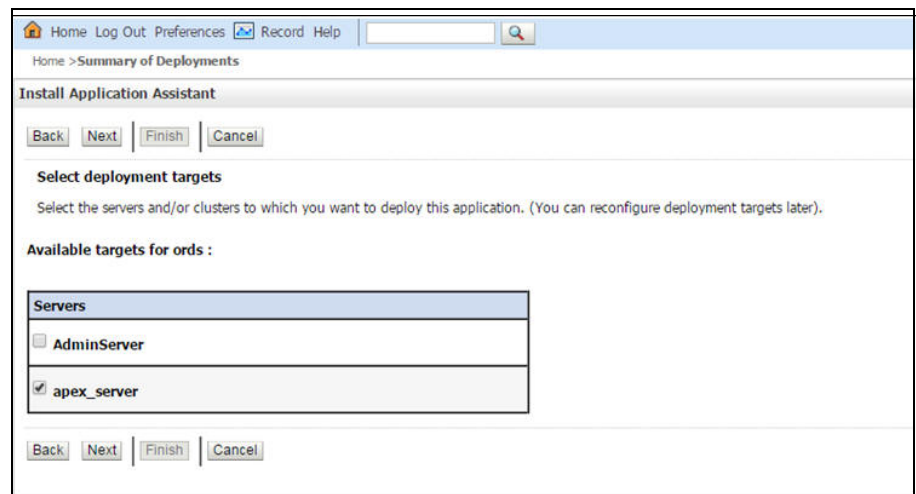 Home Log Out Preferences Record Help
Home >Summary of Deployments
Install Application Assistant
Back Next Finish Cancel
Select deployment targets
Select the servers and/or clusters to which you want to deploy this application. (You can reconfigure deployment targets later).
Available targets for ords :
Servers
AdminServer
apex_server
Back Next Finish Cancel